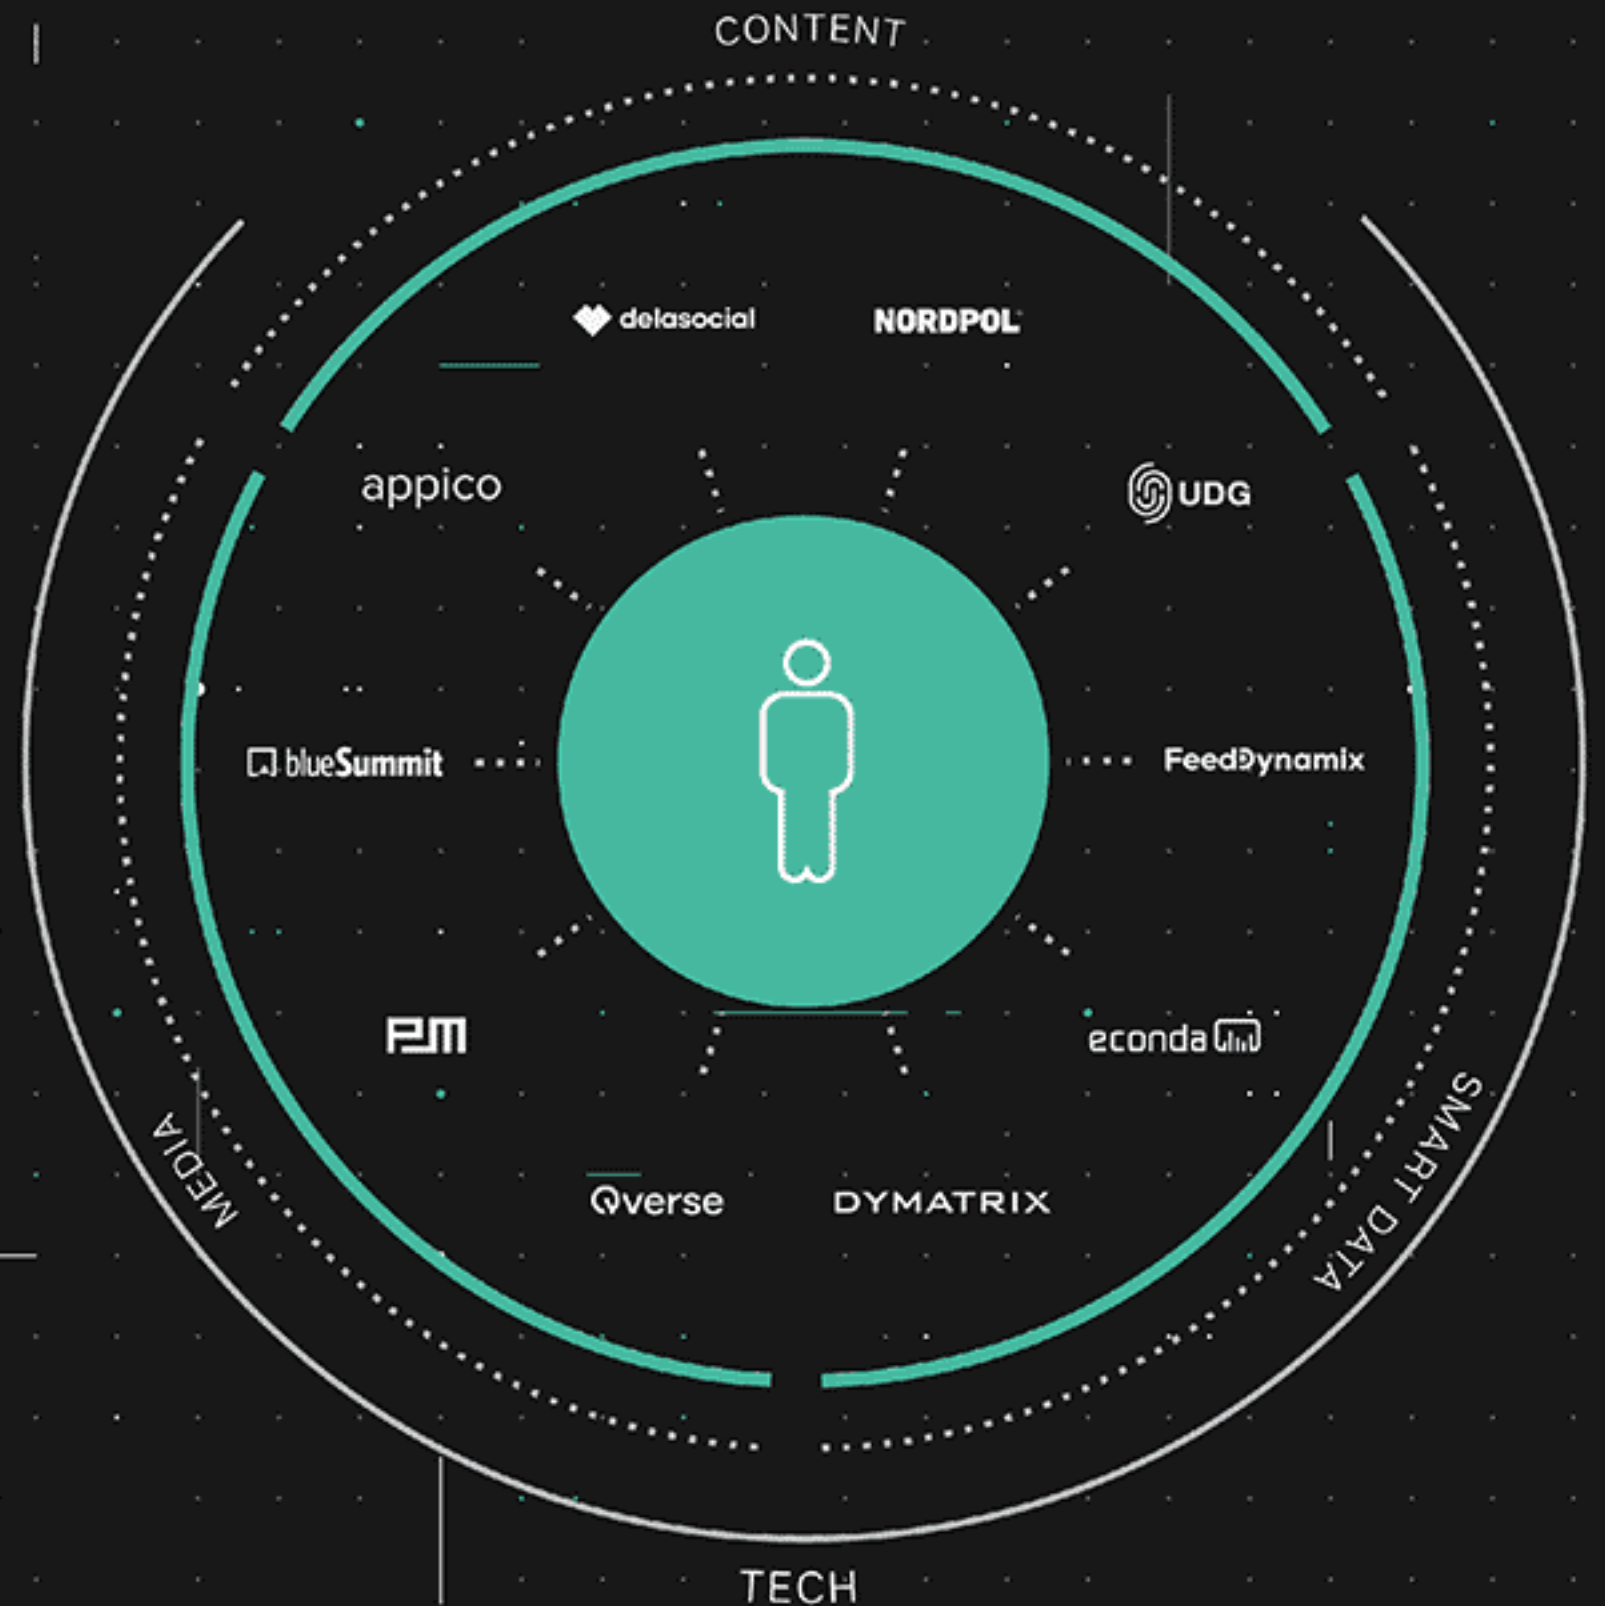 CONTENT
delasocial
NORDPOL
appico
UDG
blueSummit
FeedDynamix
econda
SMART DATA
MEDIA
Qverse
DYMATRIX
TECH